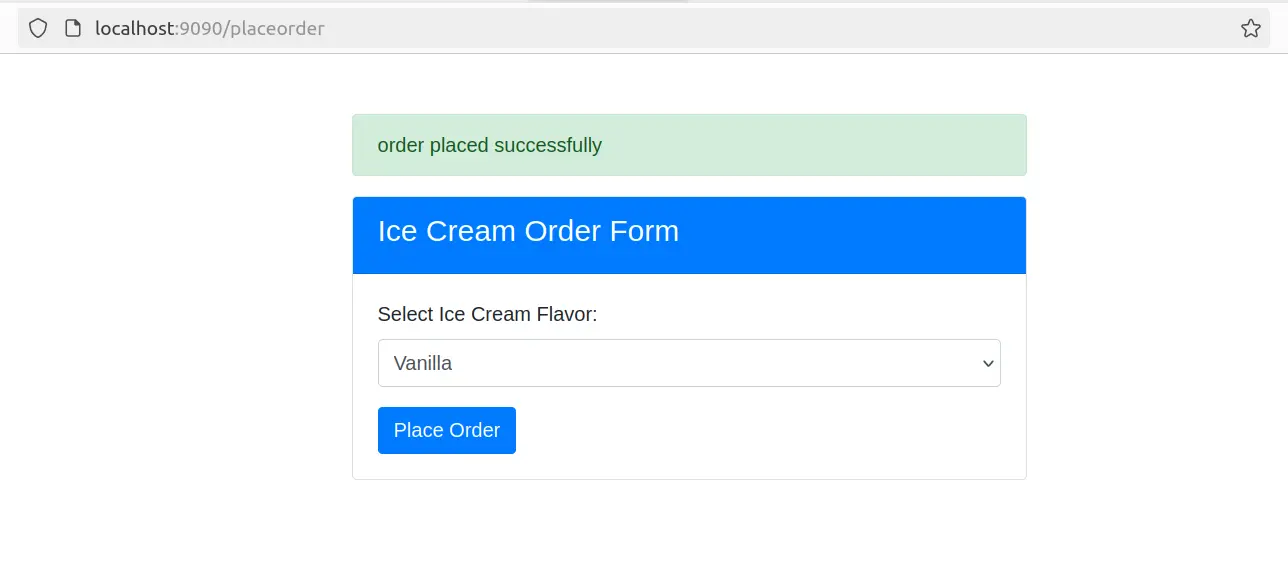 localhost:9090/placeorder
order placed successfully
Ice Cream Order Form
Select Ice Cream Flavor:
Vanilla
Place Order